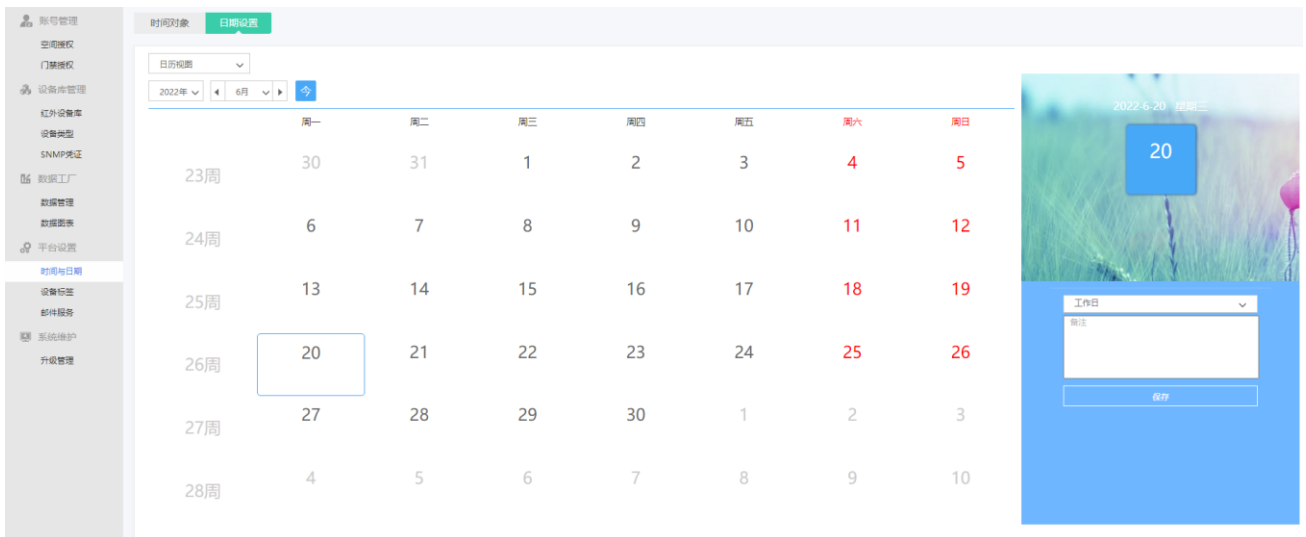 账号管理
空间授权
门禁授权
设备库管理
红外设备库
设备类型
SNMP凭证
数据工厂
数据管理
数据图表
平台设置
时间与日期
设备标签
邮件服务
系统维护
升级管理
时间对象 日期设置
日历视图
2022年 6月 今
周一 周二 周三 周四 周五 周六 周日
23周 30 31 1 2 3 4 5
24周 6 7 8 9 10 11 12
25周 13 14 15 16 17 18 19
26周 20 21 22 23 24 25 26
27周 27 28 29 30 1 2 3
28周 4 5 6 7 8 9 10
2022-6-20 星期三
20
工作日
备注
保存